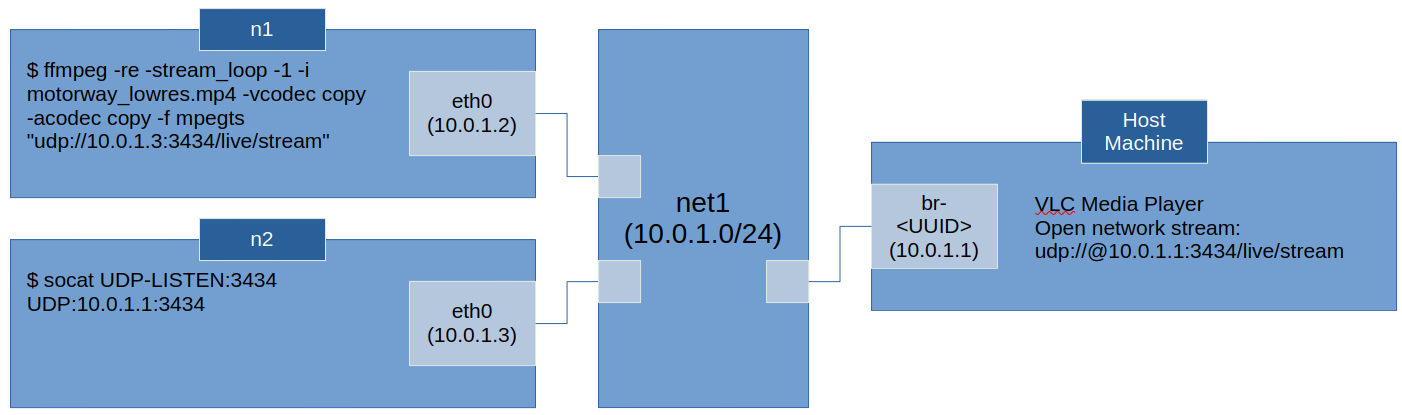 n1
$ ffmpeg -re -stream_loop -1 -i
motorway_lowres.mp4 -vcodec copy
-acodec copy -f mpegts
"udp://10.0.1.3:3434/live/stream"
eth0
(10.0.1.2)
n2
$ socat UDP-LISTEN:3434
UDP:10.0.1.1:3434
eth0
(10.0.1.3)
net1
(10.0.1.0/24)
Host
Machine
br-
<UUID>
(10.0.1.1)
VLC Media Player
Open network stream:
udp://@10.0.1.1:3434/live/stream